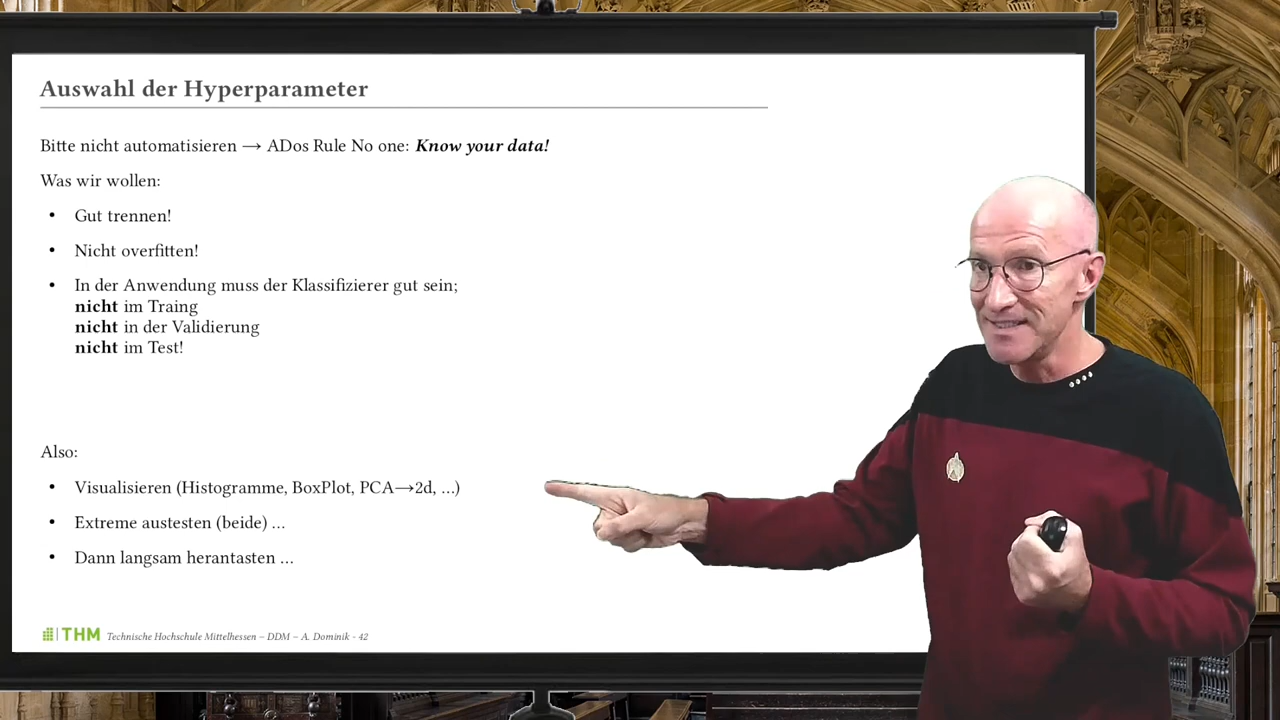 Auswahl der Hyperparameter
Bitte nicht automatisieren → ADos Rule No one: Know your data!
Was wir wollen:
• Gut trennen!
• Nicht overfitten!
• In der Anwendung muss der Klassifizierer gut sein;
nicht im Traing
nicht in der Validierung
nicht im Test!
Also:
• Visualisieren (Histogramme, BoxPlot, PCA→2d, ...)
• Extreme austesten (beide) ...
• Dann langsam herantasten ...
THM Technische Hochschule Mittelhessen – DDM – A. Dominik - 42